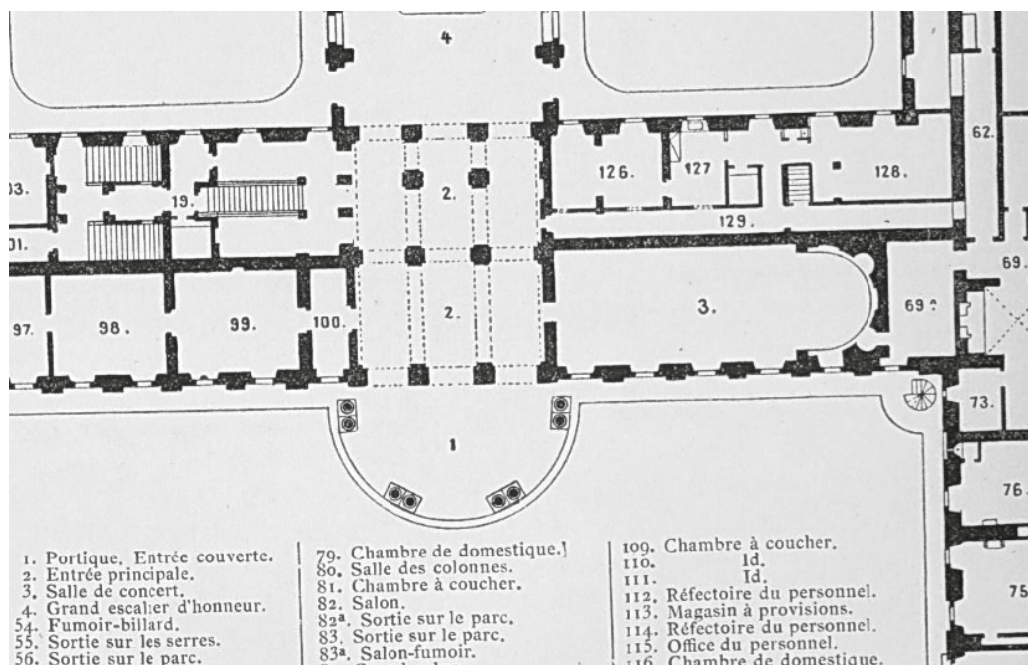 4
62.
03.
19.
2.
126.
127
128.
129.
01.
69.
97.
98.
99.
100.
2.
3.
69ᴬ
73.
1
76.
75
1. Portique, Entrée couverte.
2. Entrée principale.
3. Salle de concert.
4. Grand escalier d'honneur.
54. Fumoir-billard.
55. Sortie sur les serres.
56. Sortie sur le parc.
79. Chambre de domestique.
80. Salle des colonnes.
81. Chambre à coucher.
82. Salon.
82ᵃ. Sortie sur le parc.
83. Sortie sur le parc.
83ᵃ. Salon-fumoir.
109. Chambre à coucher.
110. Id.
111. Id.
112. Réfectoire du personnel.
113. Magasin à provisions.
114. Réfectoire du personnel.
115. Office du personnel.
116. Chambre de domestique.